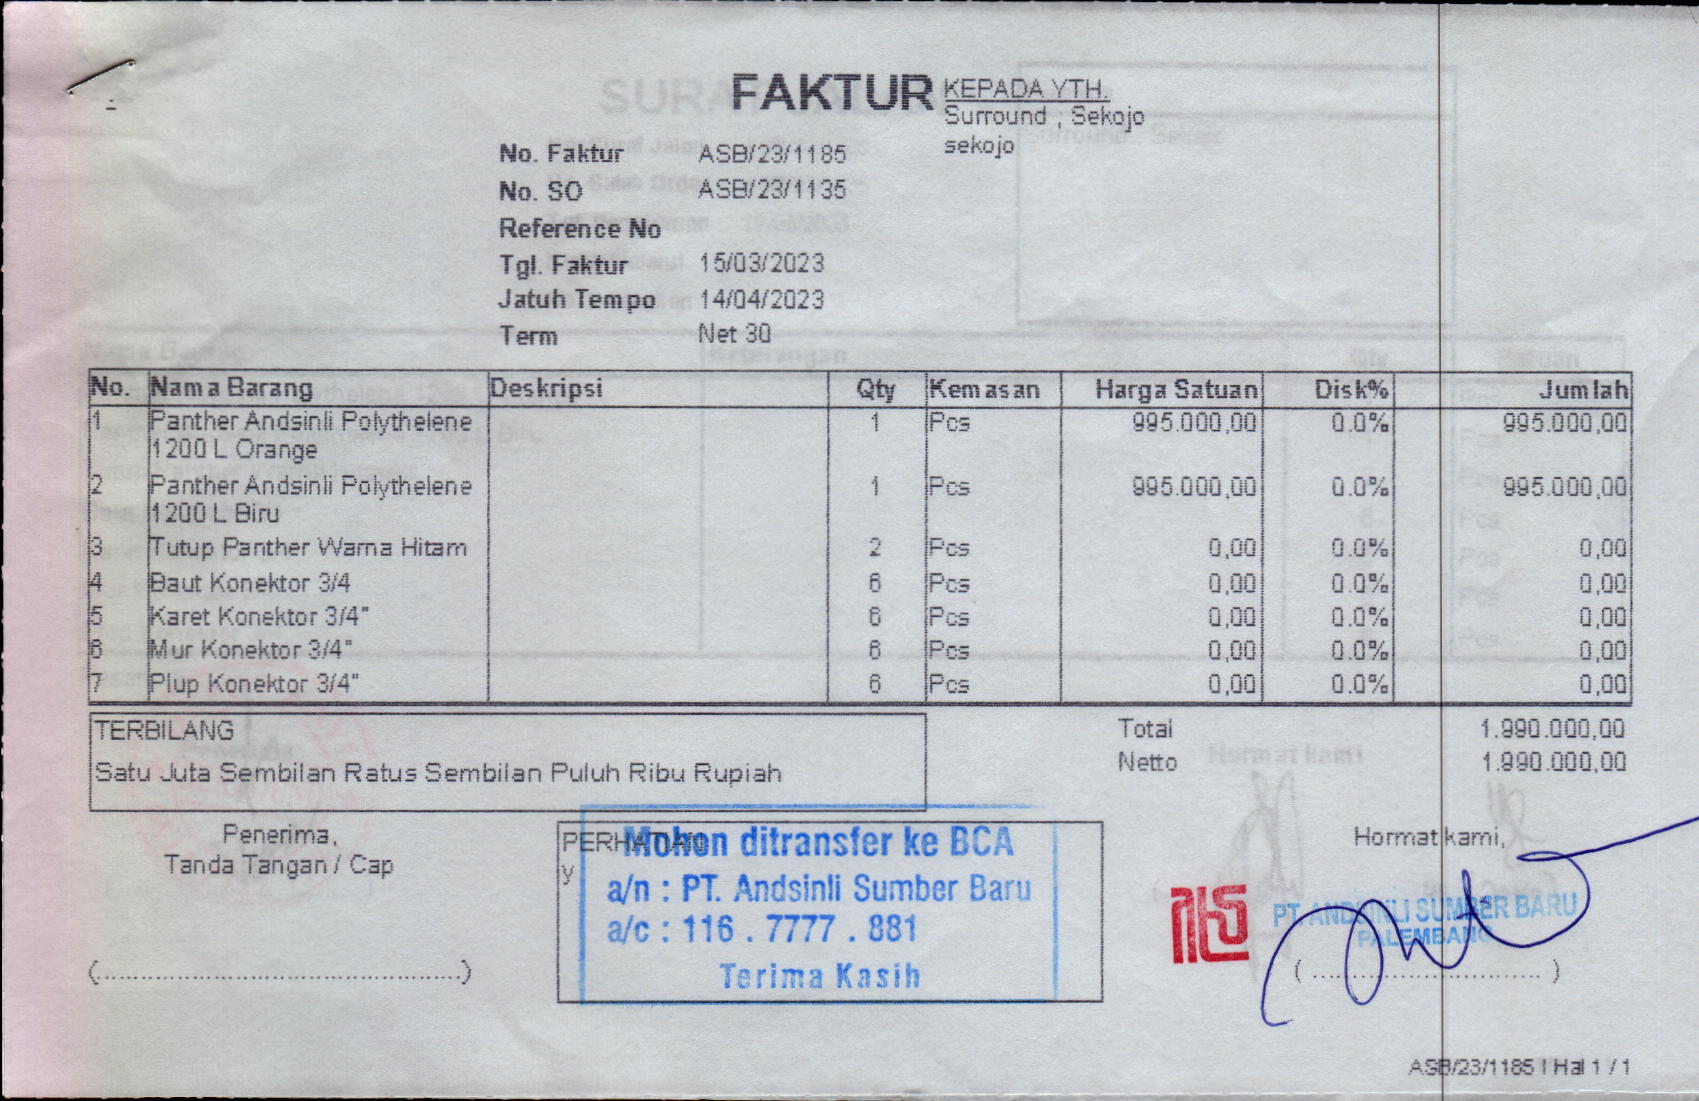 FAKTUR
KEPADA YTH.
Surround , Sekojo
sekojo
No. Faktur ASB/23/1185
No. SO ASB/23/1135
Reference No
Tgl. Faktur 15/03/2023
Jatuh Tempo 14/04/2023
Term Net 30
No. Nama Barang Deskripsi Qty Kemasan Harga Satuan Disk% Jumlah
1 Panther Andsinli Polythelene 1 Pcs 995.000,00 0.0% 995.000,00
1200 L Orange
2 Panther Andsinli Polythelene 1 Pcs 995.000,00 0.0% 995.000,00
1200 L Biru
3 Tutup Panther Warna Hitam 2 Pcs 0,00 0.0% 0,00
4 Baut Konektor 3/4 6 Pcs 0,00 0.0% 0,00
5 Karet Konektor 3/4" 6 Pcs 0,00 0.0% 0,00
6 Mur Konektor 3/4" 6 Pcs 0,00 0.0% 0,00
7 Plup Konektor 3/4" 6 Pcs 0,00 0.0% 0,00
TERBILANG
Satu Juta Sembilan Ratus Sembilan Puluh Ribu Rupiah
Total 1.990.000,00
Netto 1.990.000,00
Penerima,
Tanda Tangan / Cap
(..........................................)
PERHATIAN
y
Mohon ditransfer ke BCA
a/n : PT. Andsinli Sumber Baru
a/c : 116 . 7777 . 881
Terima Kasih
Hormat kami,
PT. ANDSINLI SUMBER BARU
PALEMBANG
( ............................ )
ASB/23/1185 I Hal 1 / 1